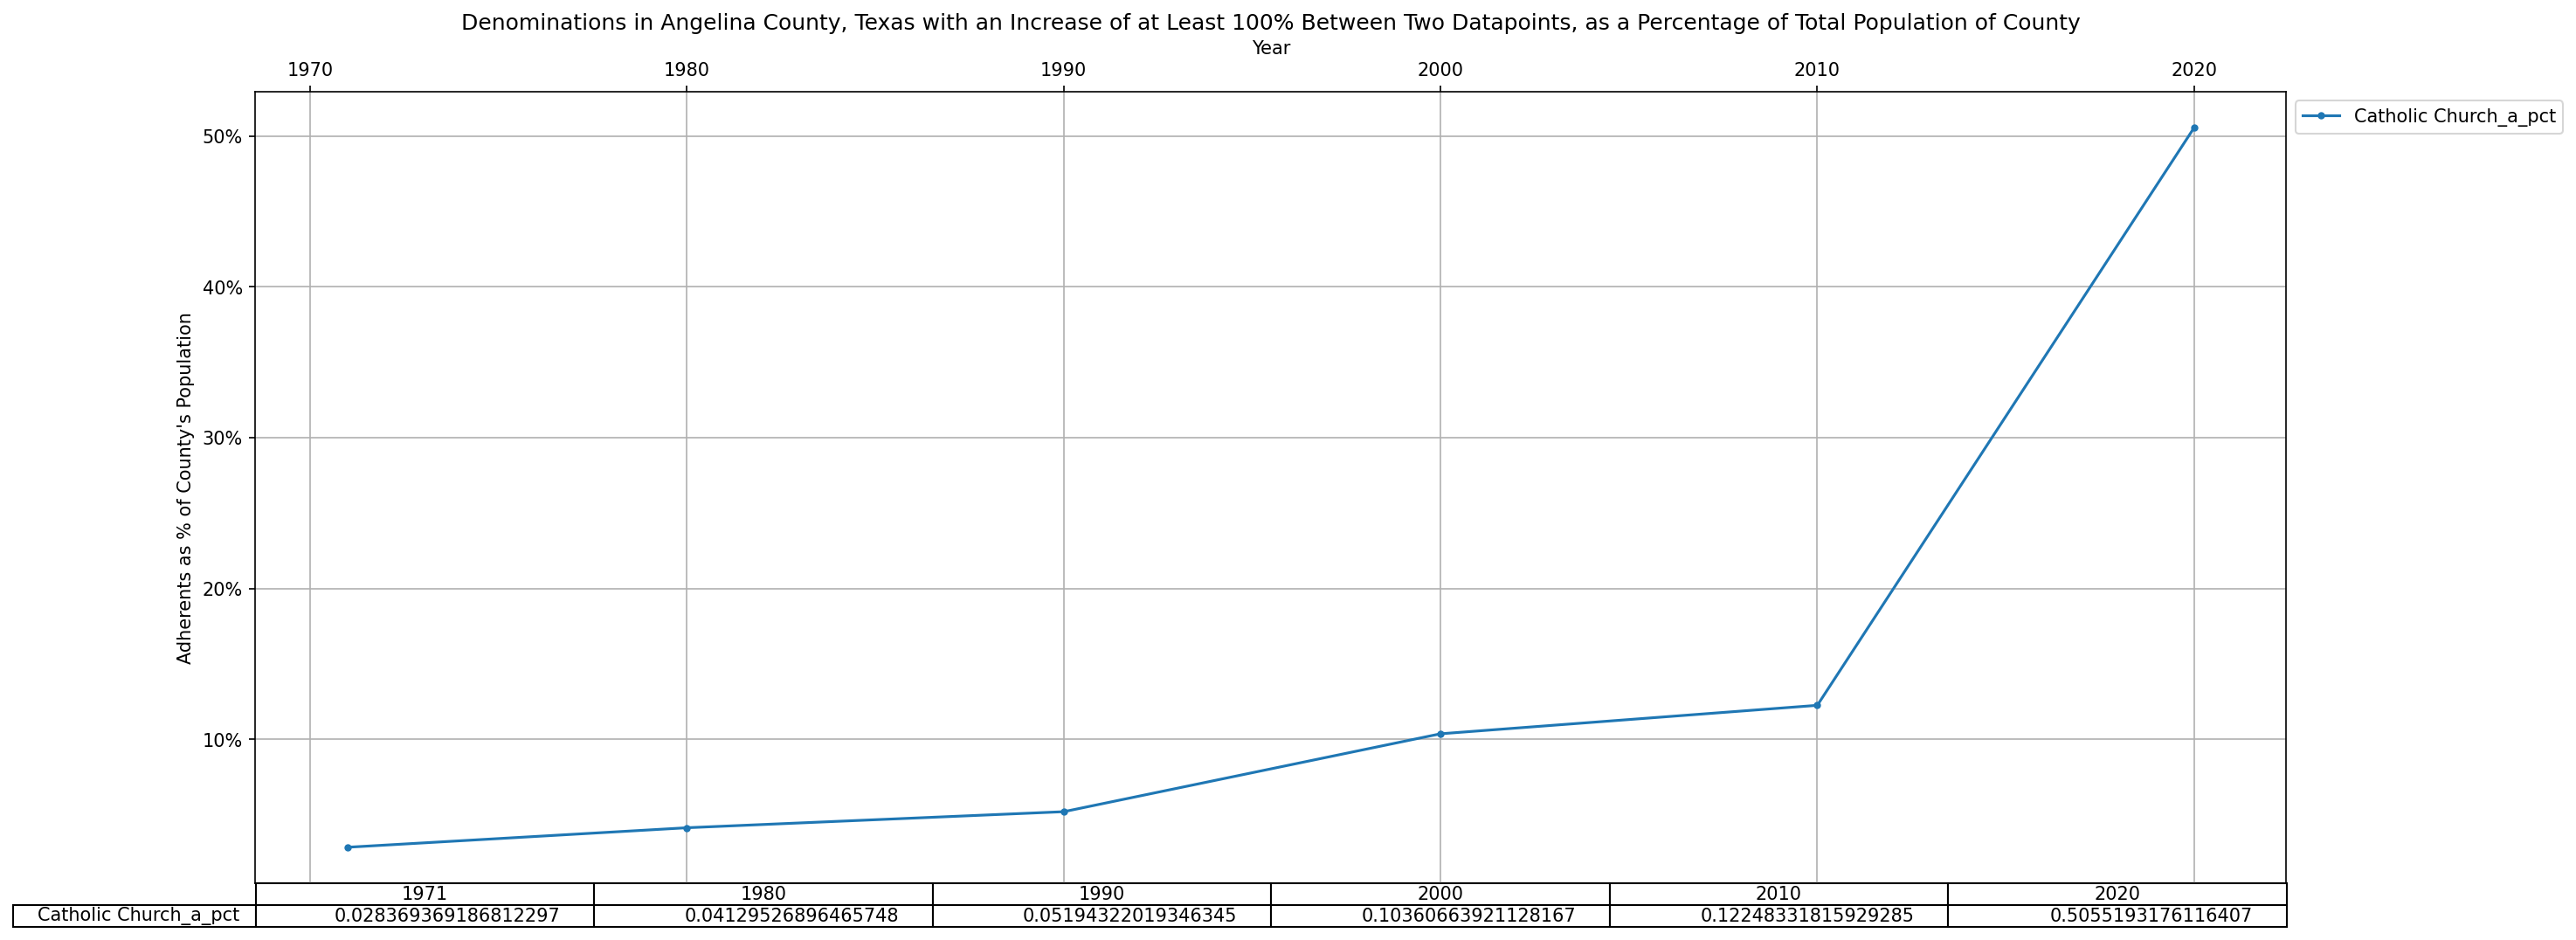 Denominations in Angelina County, Texas with an Increase of at Least 100% Between Two Datapoints, as a Percentage of Total Population of County
Year
1970 1980 1990 2000 2010 2020
Catholic Church_a_pct
50%
40%
30%
20%
10%
Adherents as % of County's Population
1971 1980 1990 2000 2010 2020
Catholic Church_a_pct 0.028369369186812297 0.04129526896465748 0.05194322019346345 0.10360663921128167 0.12248331815929285 0.5055193176116407